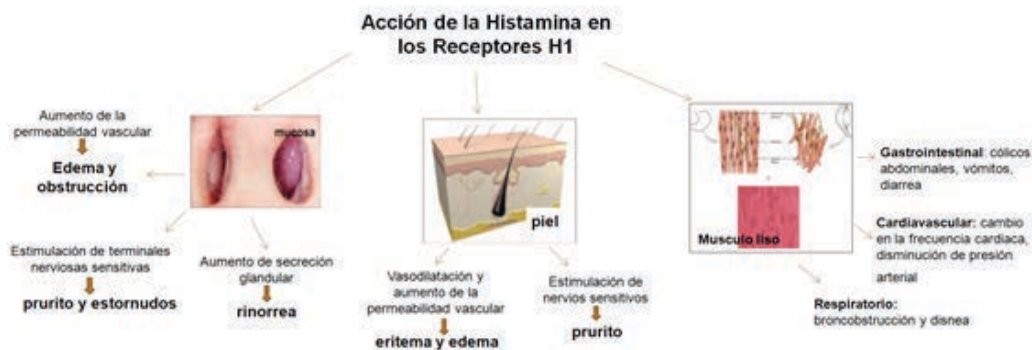 Acción de la Histamina en
los Receptores H1
Aumento de la
permeabilidad vascular
Edema y
obstrucción
mucosa
Estimulación de terminales
nerviosas sensitivas
prurito y estornudos
Aumento de secreción
glandular
rinorrea
piel
Vasodilatación y
aumento de la
permeabilidad vascular
eritema y edema
Estimulación de
nervios sensitivos
prurito
Musculo liso
Gastrointestinal: cólicos
abdominales, vómitos,
diarrea
Cardiavascular: cambio
en la frecuencia cardiaca,
disminución de presión
arterial
Respiratorio:
broncobstrucción y disnea